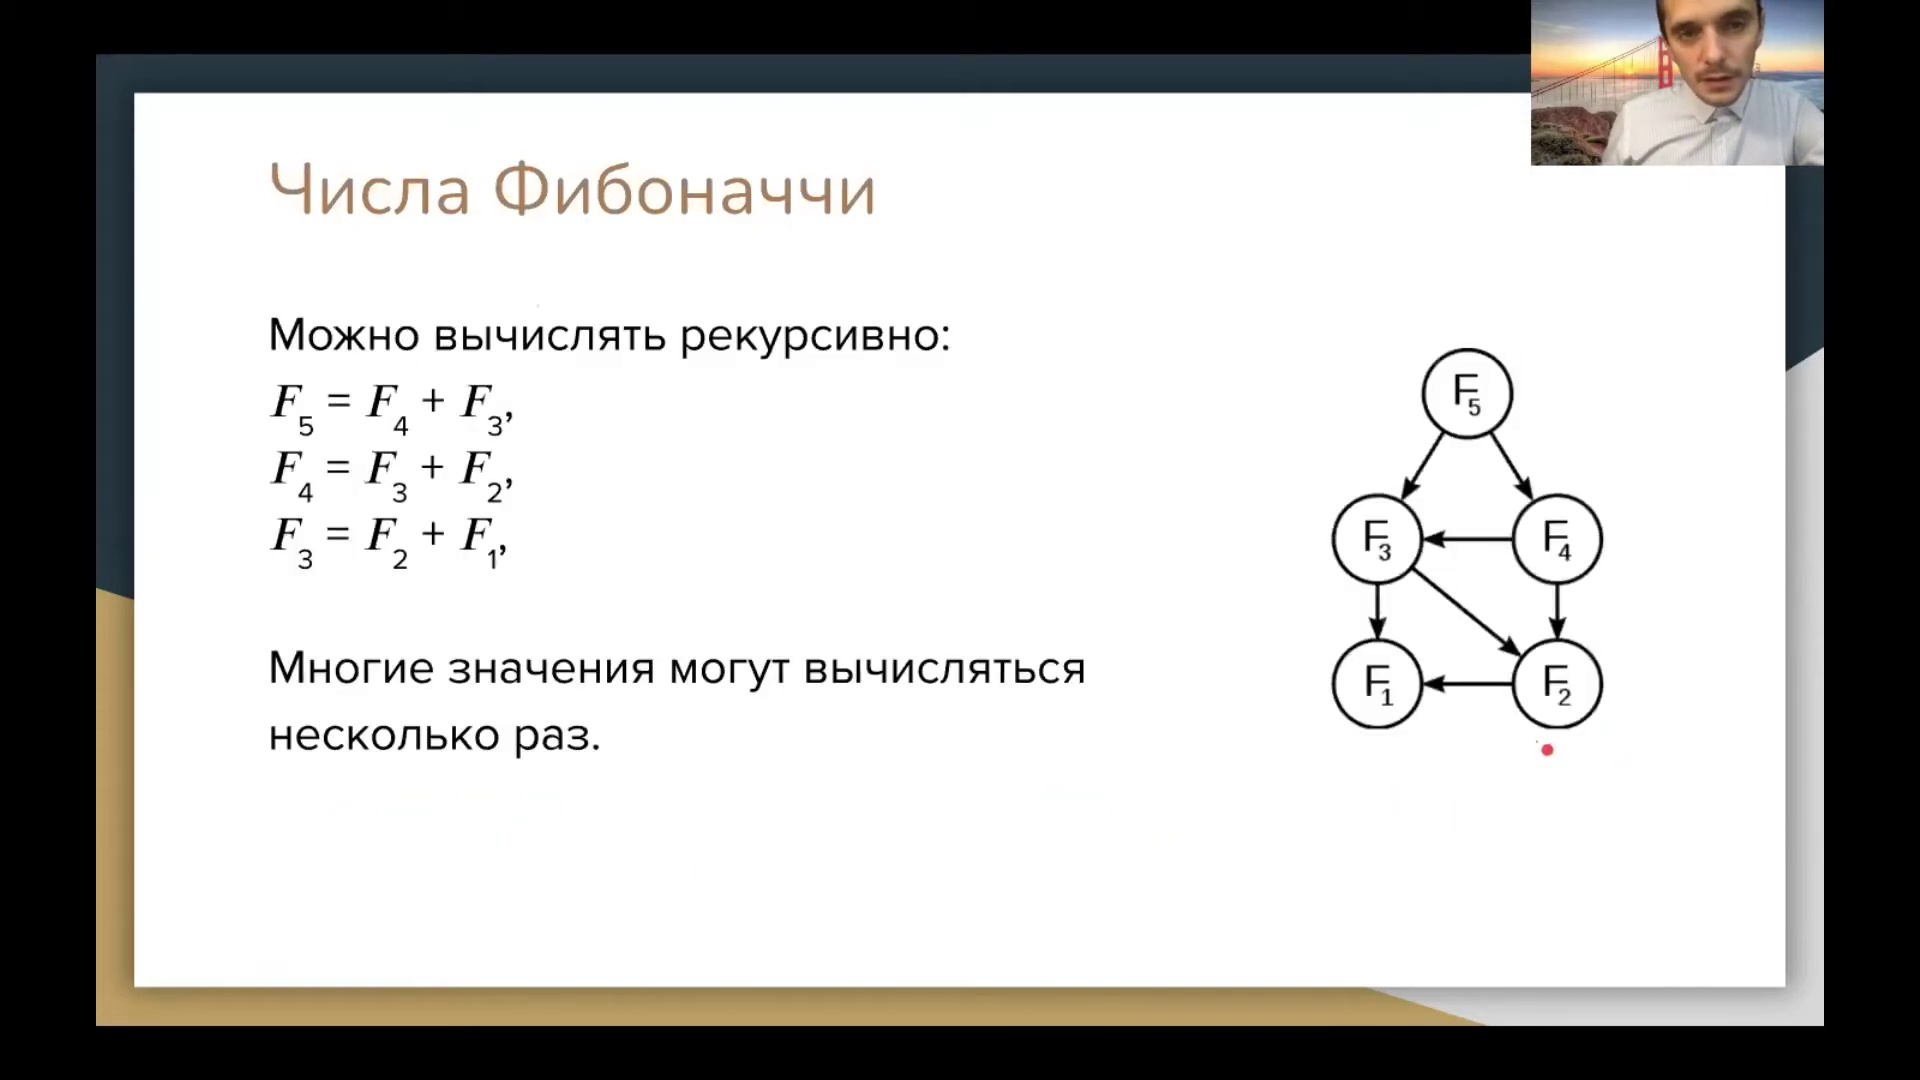 Числа Фибоначчи
Можно вычислять рекурсивно:
F5 = F4 + F3,
F4 = F3 + F2,
F3 = F2 + F1,
Многие значения могут вычисляться
несколько раз.
F5
F3
F4
F1
F2